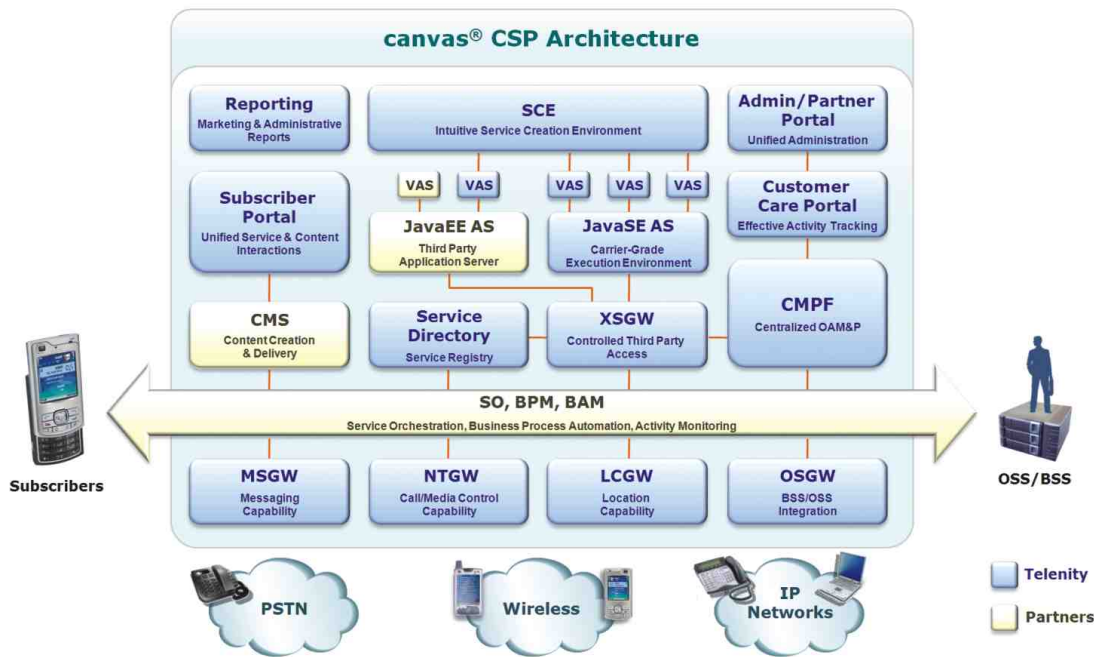 canvas® CSP Architecture
Reporting
Marketing & Administrative
Reports
SCE
Intuitive Service Creation Environment
Admin/Partner
Portal
Unified Administration
VAS
VAS
VAS
VAS
VAS
Subscriber
Portal
Unified Service & Content
Interactions
JavaEE AS
Third Party
Application Server
JavaSE AS
Carrier-Grade
Execution Environment
Customer
Care Portal
Effective Activity Tracking
CMS
Content Creation
& Delivery
Service
Directory
Service Registry
XSGW
Controlled Third Party
Access
CMPF
Centralized OAM&P
SO, BPM, BAM
Service Orchestration, Business Process Automation, Activity Monitoring
Subscribers
OSS/BSS
MSGW
Messaging
Capability
NTGW
Call/Media Control
Capability
LCGW
Location
Capability
OSGW
BSS/OSS
Integration
PSTN
Wireless
IP
Networks
Telenity
Partners